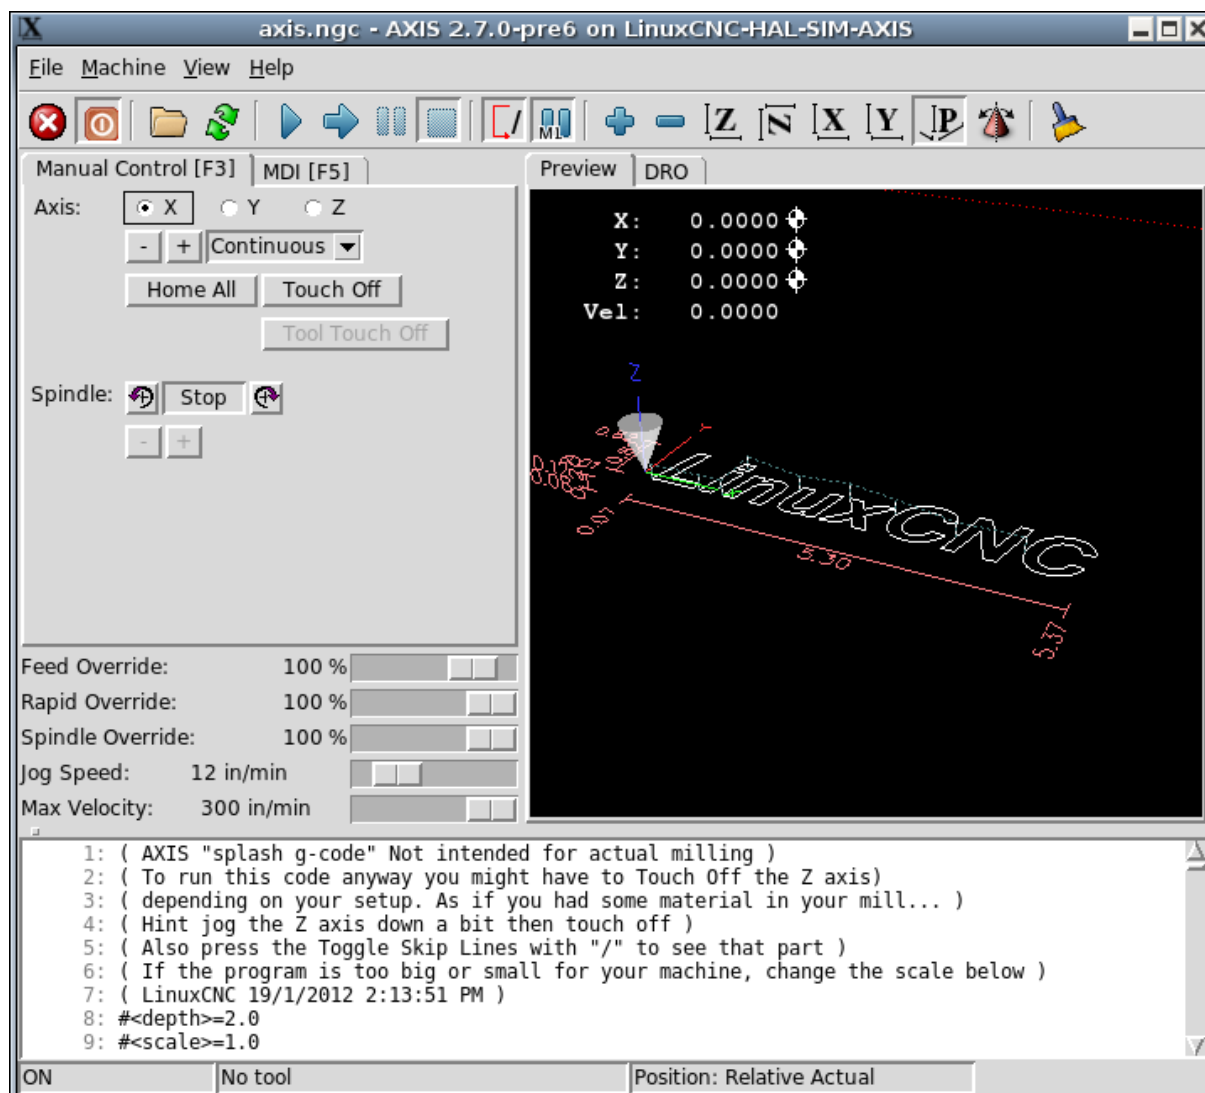 axis.ngc - AXIS 2.7.0-pre6 on LinuxCNC-HAL-SIM-AXIS
File Machine View Help
M1 Z N X Y P
Manual Control [F3] MDI [F5]
Axis: X Y Z
- + Continuous
Home All Touch Off
Tool Touch Off
Spindle: Stop
- +
Feed Override: 100 %
Rapid Override: 100 %
Spindle Override: 100 %
Jog Speed: 12 in/min
Max Velocity: 300 in/min
Preview DRO
X: 0.0000
Y: 0.0000
Z: 0.0000
Vel: 0.0000
Z
Y
LinuxCNC
5.30
5.37
1: ( AXIS "splash g-code" Not intended for actual milling )
2: ( To run this code anyway you might have to Touch Off the Z axis)
3: ( depending on your setup. As if you had some material in your mill... )
4: ( Hint jog the Z axis down a bit then touch off )
5: ( Also press the Toggle Skip Lines with "/" to see that part )
6: ( If the program is too big or small for your machine, change the scale below )
7: ( LinuxCNC 19/1/2012 2:13:51 PM )
8: #<depth>=2.0
9: #<scale>=1.0
ON No tool Position: Relative Actual